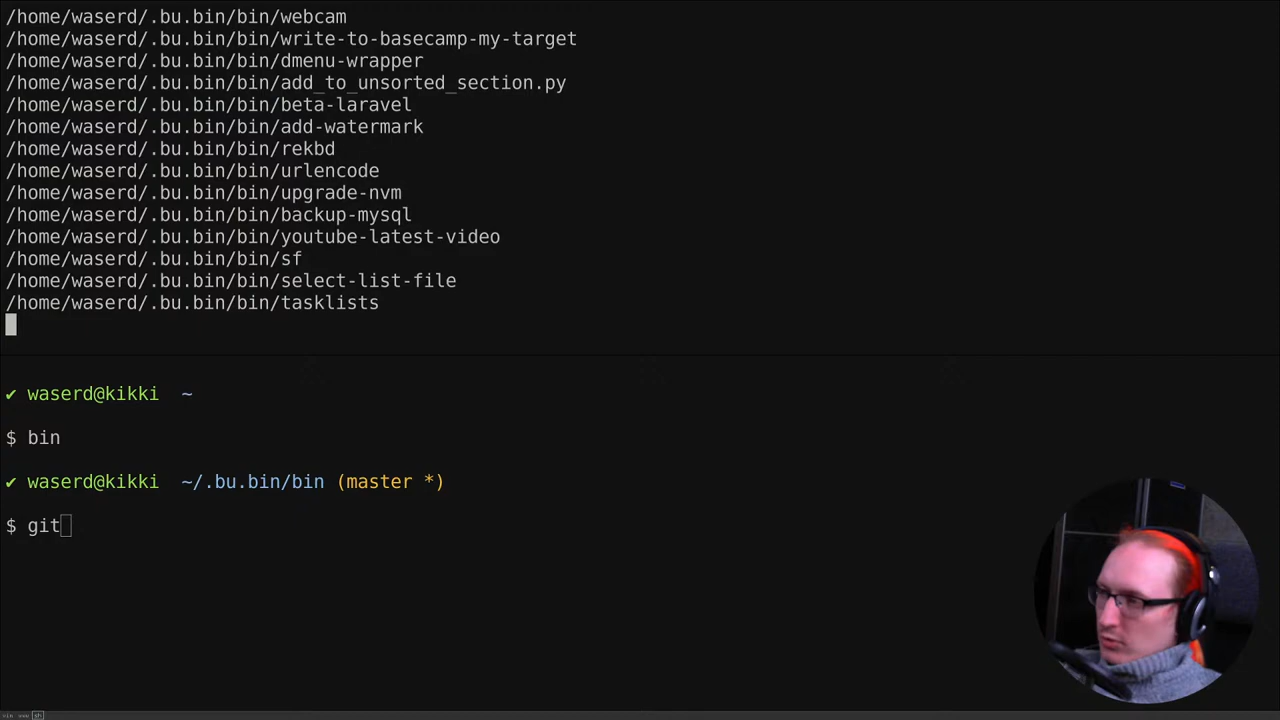 /home/waserd/.bu.bin/bin/webcam
/home/waserd/.bu.bin/bin/write-to-basecamp-my-target
/home/waserd/.bu.bin/bin/dmenu-wrapper
/home/waserd/.bu.bin/bin/add_to_unsorted_section.py
/home/waserd/.bu.bin/bin/beta-laravel
/home/waserd/.bu.bin/bin/add-watermark
/home/waserd/.bu.bin/bin/rekbd
/home/waserd/.bu.bin/bin/urlencode
/home/waserd/.bu.bin/bin/upgrade-nvm
/home/waserd/.bu.bin/bin/backup-mysql
/home/waserd/.bu.bin/bin/youtube-latest-video
/home/waserd/.bu.bin/bin/sf
/home/waserd/.bu.bin/bin/select-list-file
/home/waserd/.bu.bin/bin/tasklists
✔ waserd@kikki ~
$ bin
✔ waserd@kikki ~/.bu.bin/bin (master *)
$ git
sh